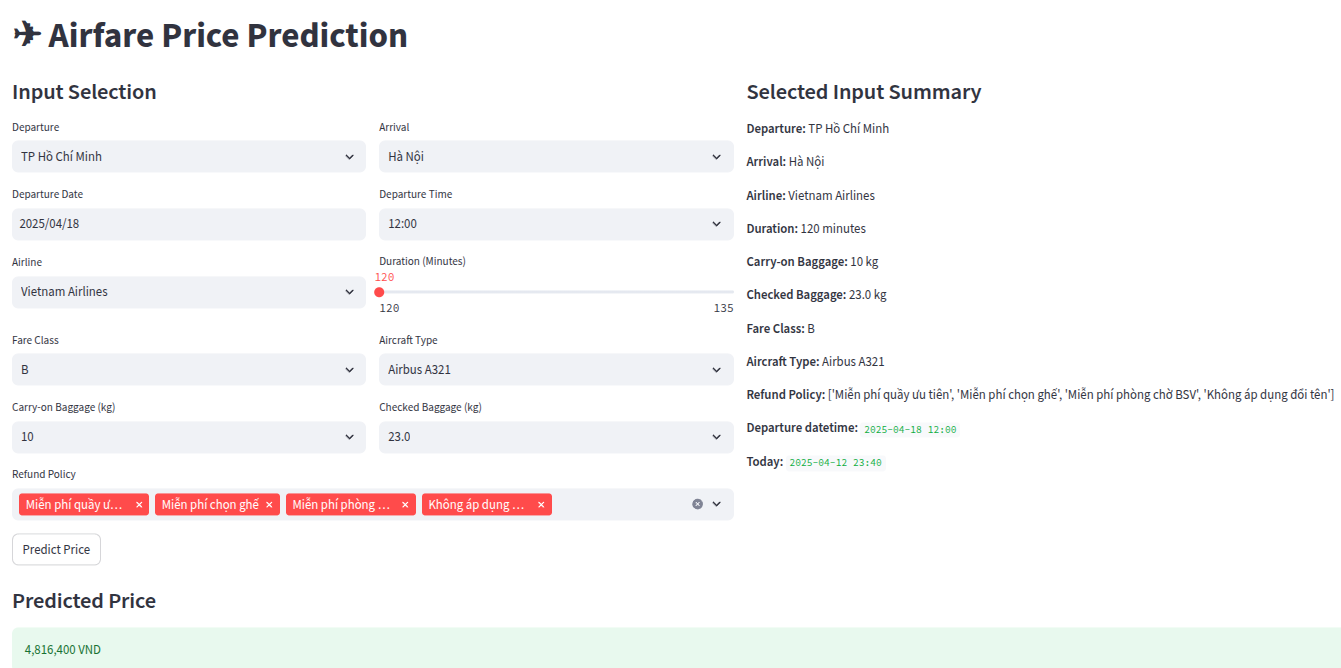 ✈ Airfare Price Prediction
Input Selection
Departure
Arrival
TP Hồ Chí Minh
Hà Nội
Departure Date
Departure Time
2025/04/18
12:00
Airline
Duration (Minutes)
Vietnam Airlines
120
120
135
Fare Class
Aircraft Type
B
Airbus A321
Carry-on Baggage (kg)
Checked Baggage (kg)
10
23.0
Refund Policy
Miễn phí quầy ư...
Miễn phí chọn ghế
Miễn phí phòng ...
Không áp dụng ...
Predict Price
Selected Input Summary
Departure: TP Hồ Chí Minh
Arrival: Hà Nội
Airline: Vietnam Airlines
Duration: 120 minutes
Carry-on Baggage: 10 kg
Checked Baggage: 23.0 kg
Fare Class: B
Aircraft Type: Airbus A321
Refund Policy: ['Miễn phí quầy ưu tiên', 'Miễn phí chọn ghế', 'Miễn phí phòng chờ BSV', 'Không áp dụng đổi tên']
Departure datetime: 2025-04-18 12:00
Today: 2025-04-12 23:40
Predicted Price
4,816,400 VND